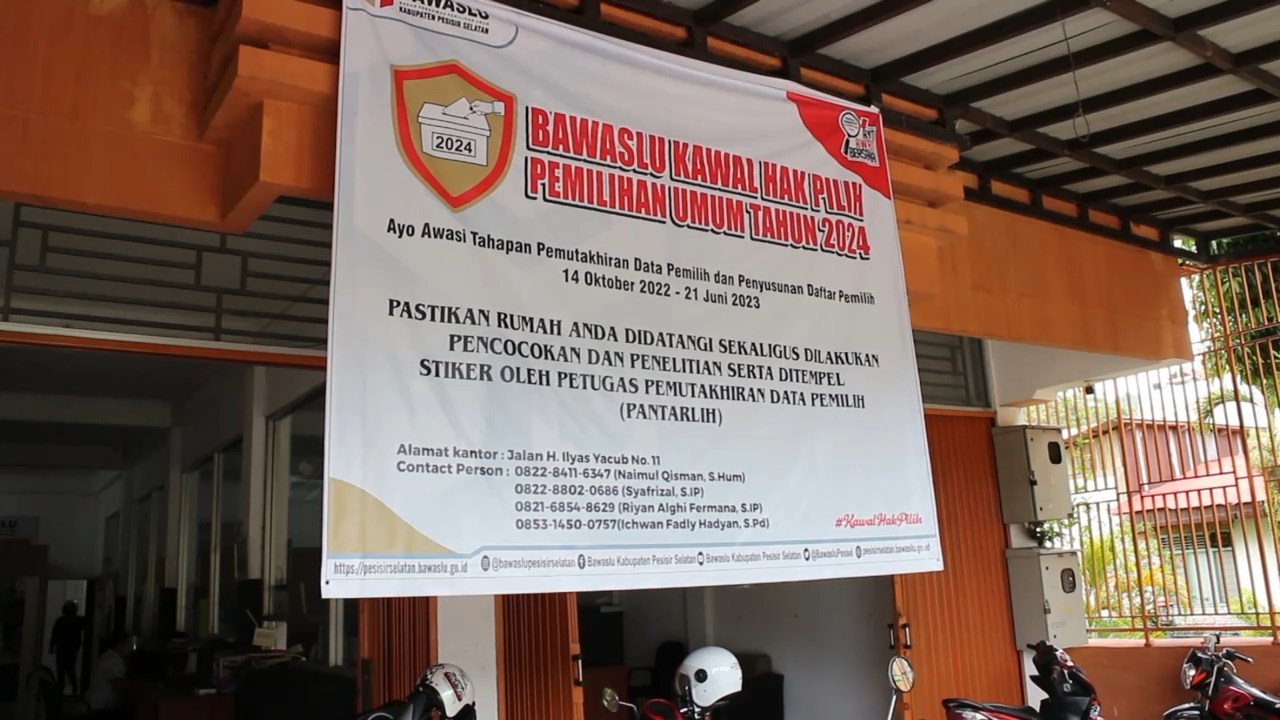 BAWASLU
KABUPATEN PESISIR SELATAN
2024
BAWASLU KAWAL HAK PILIH
PEMILIHAN UMUM TAHUN 2024
BERSAMA
Ayo Awasi Tahapan Pemutakhiran Data Pemilih dan Penyusunan Daftar Pemilih
14 Oktober 2022 - 21 Juni 2023
PASTIKAN RUMAH ANDA DIDATANGI SEKALIGUS DILAKUKAN
PENCOCOKAN DAN PENELITIAN SERTA DITEMPEL
STIKER OLEH PETUGAS PEMUTAKHIRAN DATA PEMILIH
(PANTARLIH)
Alamat kantor : Jalan H. Ilyas Yacub No. 11
Contact Person : 0822-8411-6347 (Naimul Qisman, S.Hum)
0822-8802-0686 (Syafrizal, S.IP)
0821-6854-8629 (Riyan Alghi Fermana, S.IP)
0853-1450-0757(Ichwan Fadly Hadyan, S.Pd)
#KawalHakPilih
https://pesisirselatan.bawaslu.go.id @bawaslupesisirselatan Bawaslu Kabupaten Pesisir Selatan Bawaslu Kabupaten Pesisir Selatan @BawasluPessel pesisirselatan.bawaslu.go.id